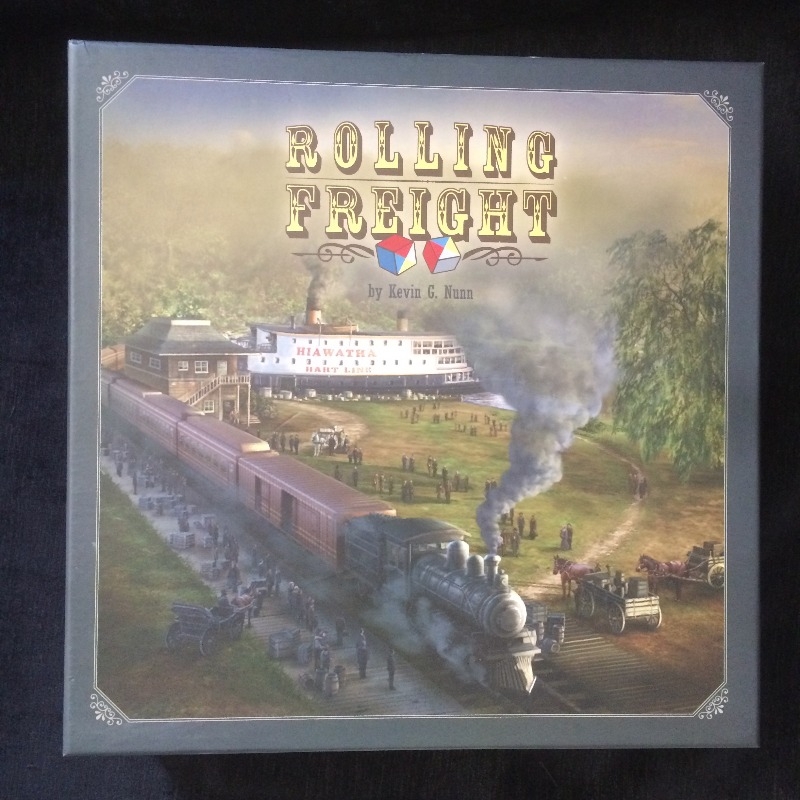 ROLLING
FREIGHT
by Kevin G. Nunn
HIAWATHA
HART LINE